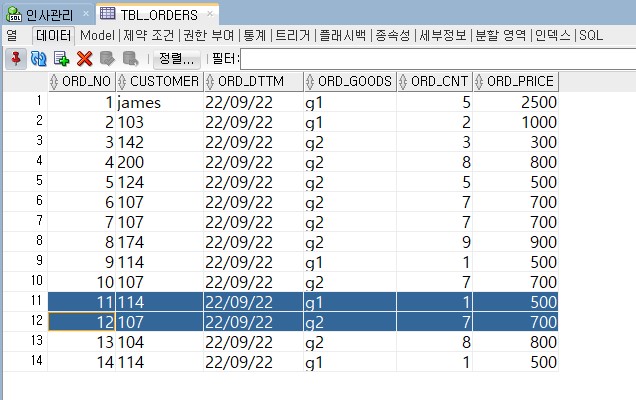 SQL 인사관리 × TBL_ORDERS ×
열 데이터 Model 제약 조건 권한 부여 통계 트리거 플래시백 종속성 세부정보 분할 영역 인덱스 SQL
정렬... 필터:
ORD_NO CUSTOMER ORD_DTTM ORD_GOODS ORD_CNT ORD_PRICE
1 1 james 22/09/22 g1 5 2500
2 2 103 22/09/22 g1 2 1000
3 3 142 22/09/22 g2 3 300
4 4 200 22/09/22 g2 8 800
5 5 124 22/09/22 g2 5 500
6 6 107 22/09/22 g2 7 700
7 7 107 22/09/22 g2 7 700
8 8 174 22/09/22 g2 9 900
9 9 114 22/09/22 g1 1 500
10 10 107 22/09/22 g2 7 700
11 11 114 22/09/22 g1 1 500
12 12 107 22/09/22 g2 7 700
13 13 104 22/09/22 g2 8 800
14 14 114 22/09/22 g1 1 500